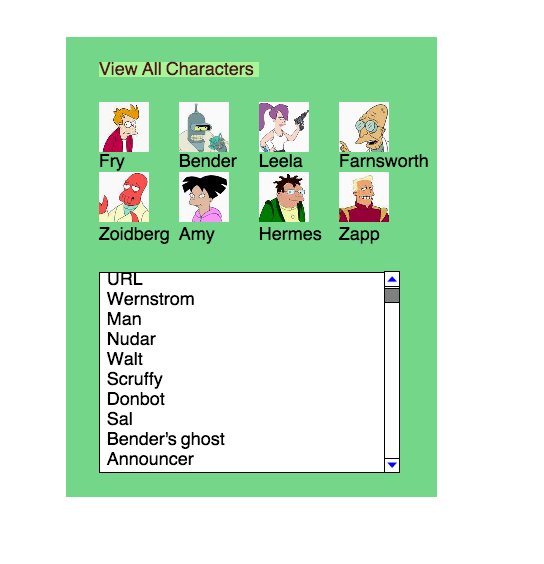 View All Characters
Fry Bender Leela Farnsworth
Zoidberg Amy Hermes Zapp
URL
Wernstrom
Man
Nudar
Walt
Scruffy
Donbot
Sal
Bender's ghost
Announcer